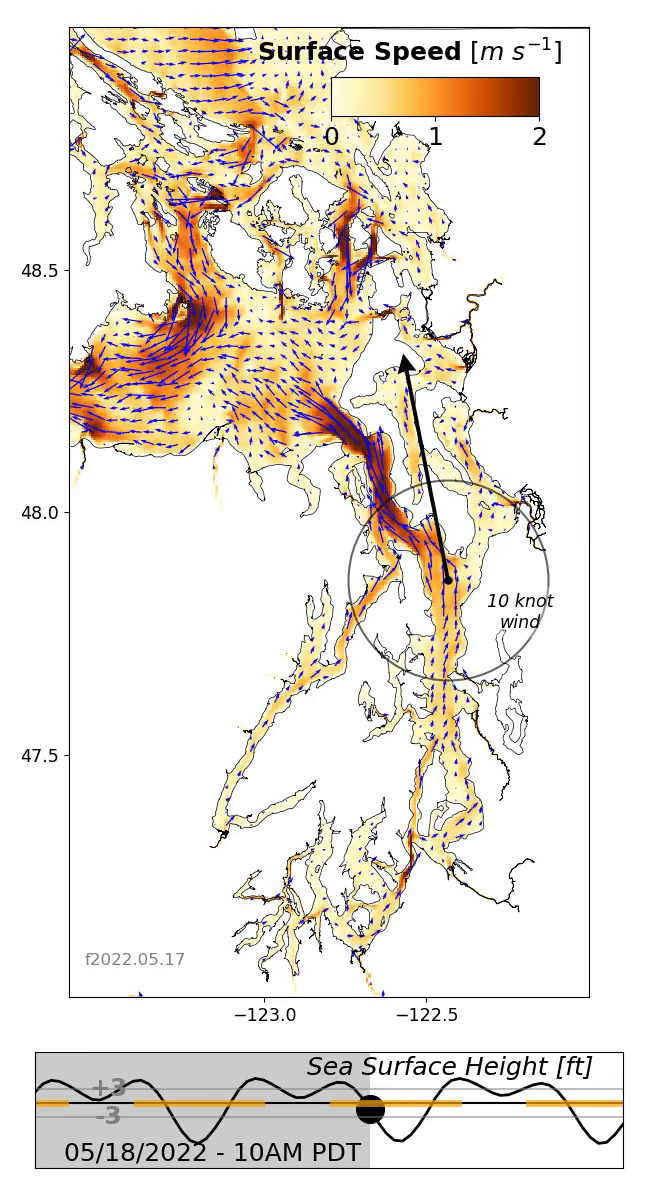 Surface Speed [m s⁻¹]
0 1 2
48.5
48.0
10 knot
wind
47.5
f2022.05.17
−123.0 −122.5
Sea Surface Height [ft]
+3
-3
05/18/2022 - 10AM PDT